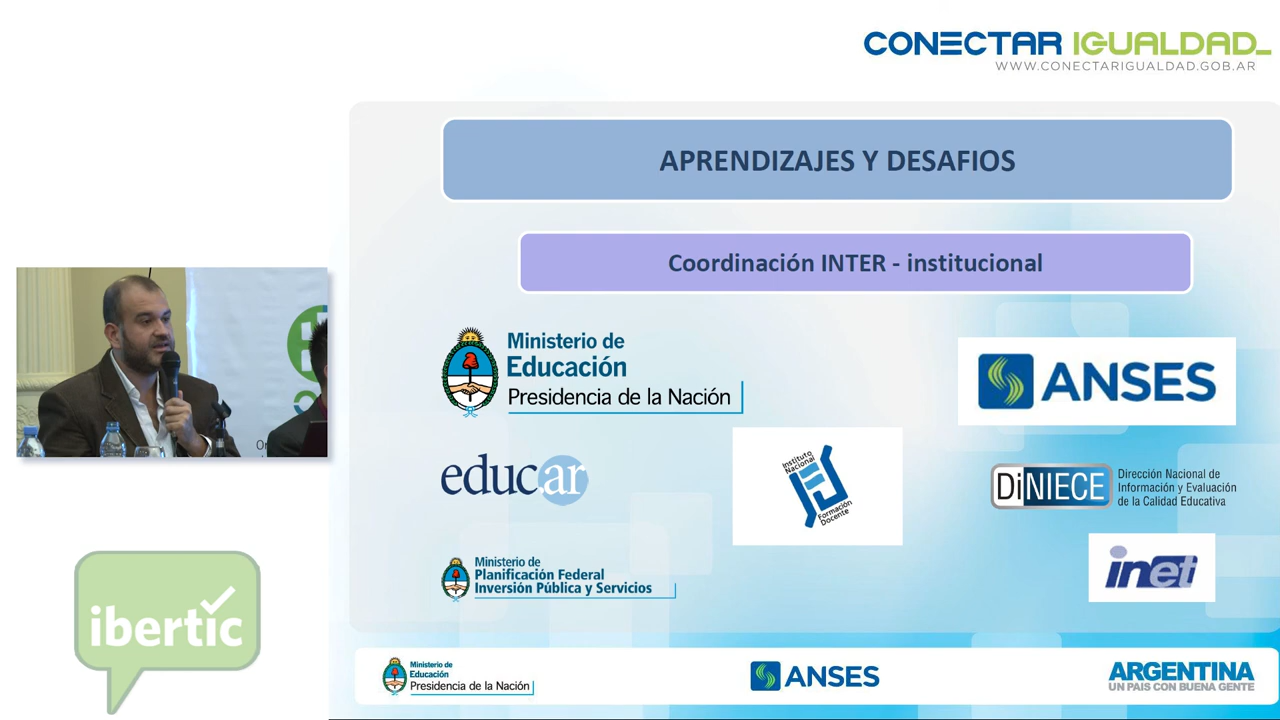 CONECTAR IGUALDAD_
WWW.CONECTARIGUALDAD.GOB.AR
APRENDIZAJES Y DESAFIOS
Coordinación INTER - institucional
Ministerio de
Educación
Presidencia de la Nación
ANSES
educ.ar
Instituto
Nacional
Formación
Docente
DiNIECE
Dirección Nacional de
Información y Evaluación
de la Calidad Educativa
Ministerio de
Planificación Federal
Inversión Pública y Servicios
inet
ibertic
Ministerio de
Educación
Presidencia de la Nación
ANSES
ARGENTINA
UN PAIS CON BUENA GENTE